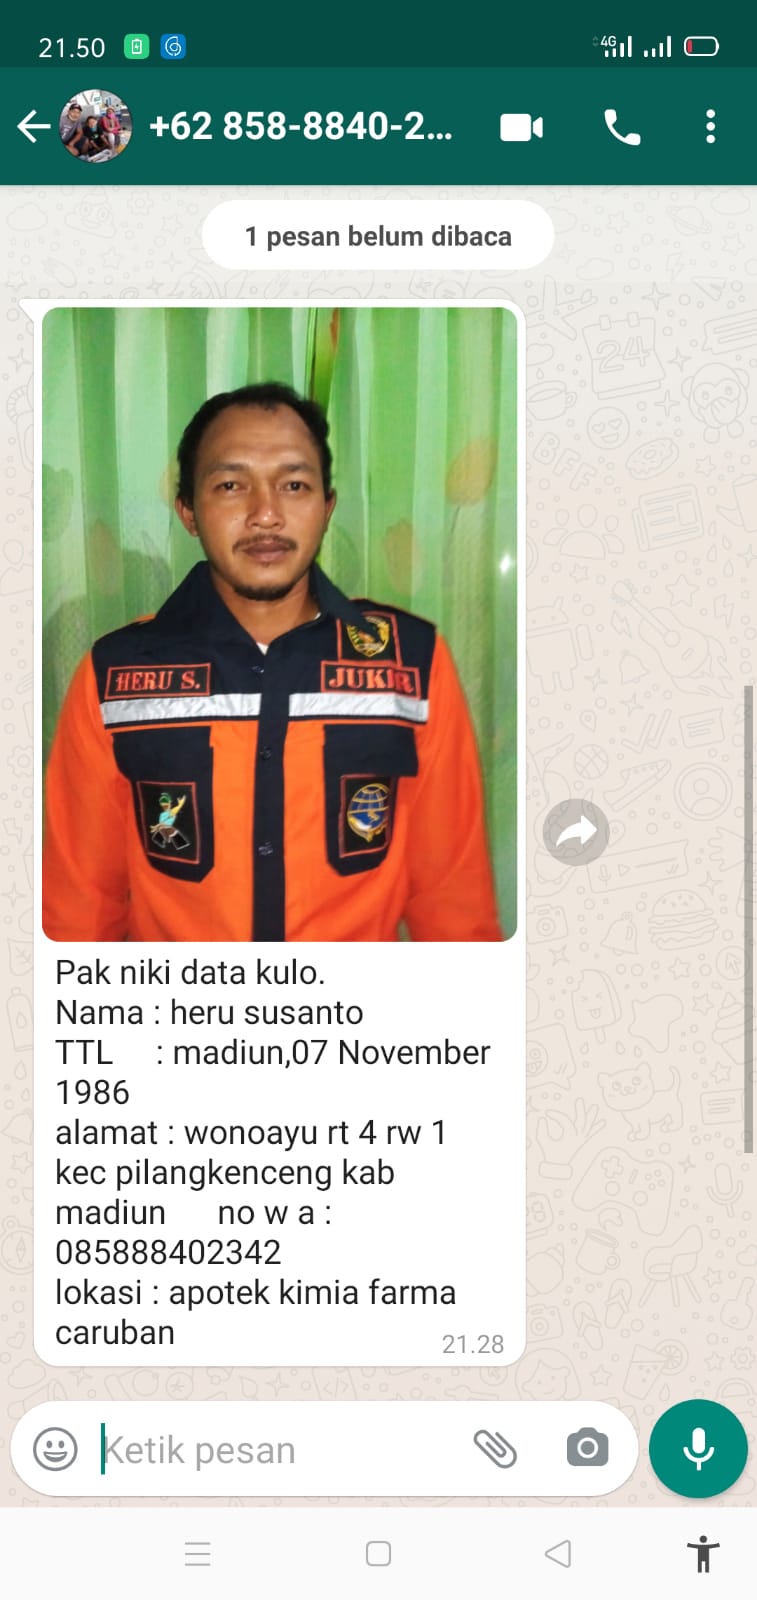 21.50
4G
+62 858-8840-2...
1 pesan belum dibaca
HERU S.
JUKIR
Pak niki data kulo.
Nama : heru susanto
TTL : madiun,07 November
1986
alamat : wonoayu rt 4 rw 1
kec pilangkenceng kab
madiun no w a :
085888402342
lokasi : apotek kimia farma
caruban
21.28
Ketik pesan